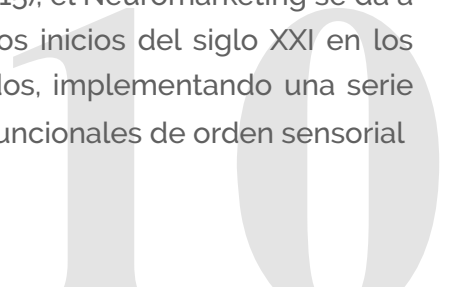 15), el Neuromarketing se da a
os inicios del siglo XXI en los
dos, implementando una serie
uncionales de orden sensorial
10